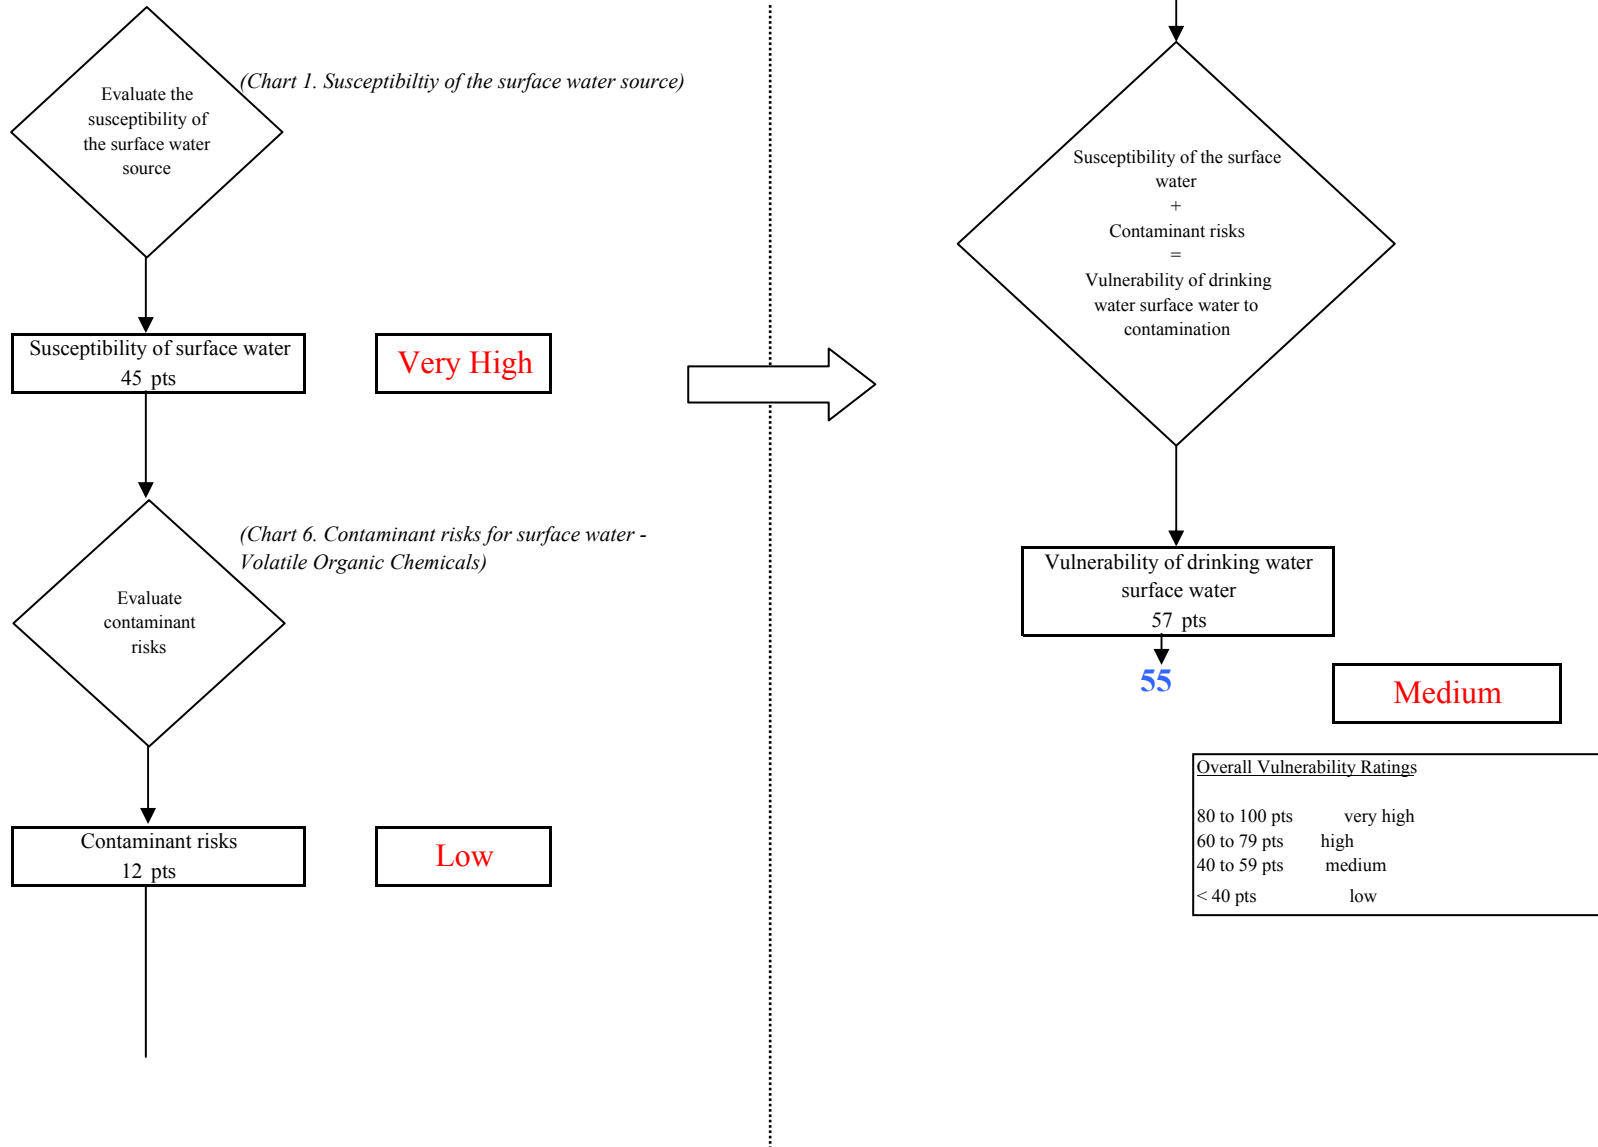 Evaluate the
susceptibility of
the surface water
source
(Chart 1. Susceptibiltiy of the surface water source)
Susceptibility of surface water
45 pts
Very High
(Chart 6. Contaminant risks for surface water -
Volatile Organic Chemicals)
Evaluate
contaminant
risks
Contaminant risks
12 pts
Low
Susceptibility of the surface
water
+
Contaminant risks
=
Vulnerability of drinking
water surface water to
contamination
Vulnerability of drinking water
surface water
57 pts
55
Medium
Overall Vulnerability Ratings
80 to 100 pts very high
60 to 79 pts high
40 to 59 pts medium
< 40 pts low